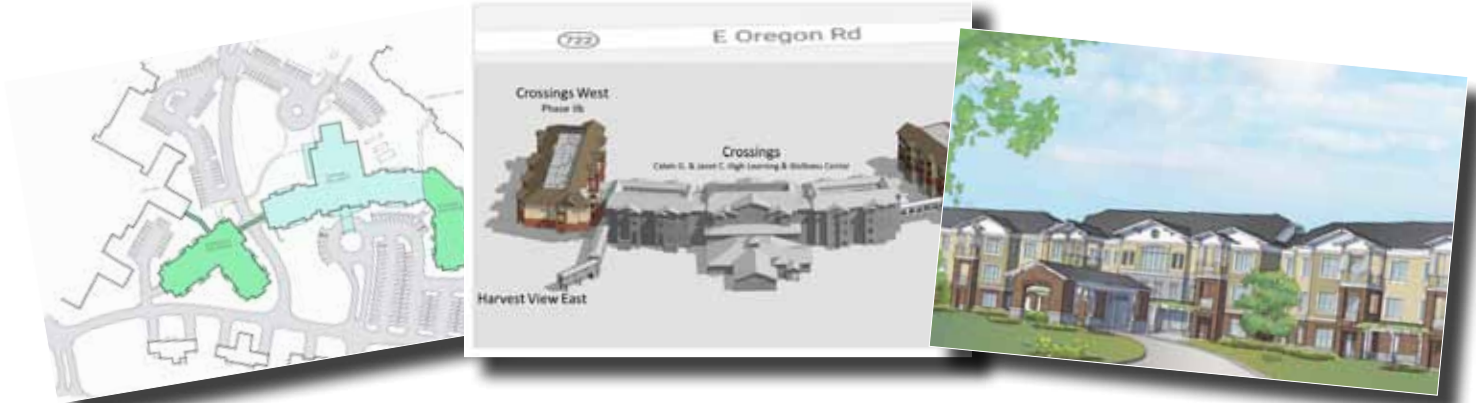 722
E Oregon Rd
Crossings West
Phase IIb
Crossings
Calvin G. & Janet C. High Learning & Wellness Center
Harvest View East